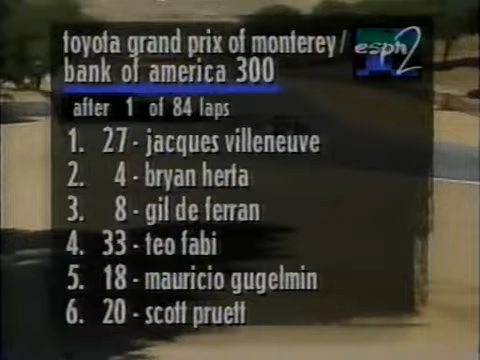 toyota grand prix of monterey/
bank of america 300
espn2
after 1 of 84 laps
1. 27 - jacques villeneuve
2. 4 - bryan herta
3. 8 - gil de ferran
4. 33 - teo fabi
5. 18 - mauricio gugelmin
6. 20 - scott pruett